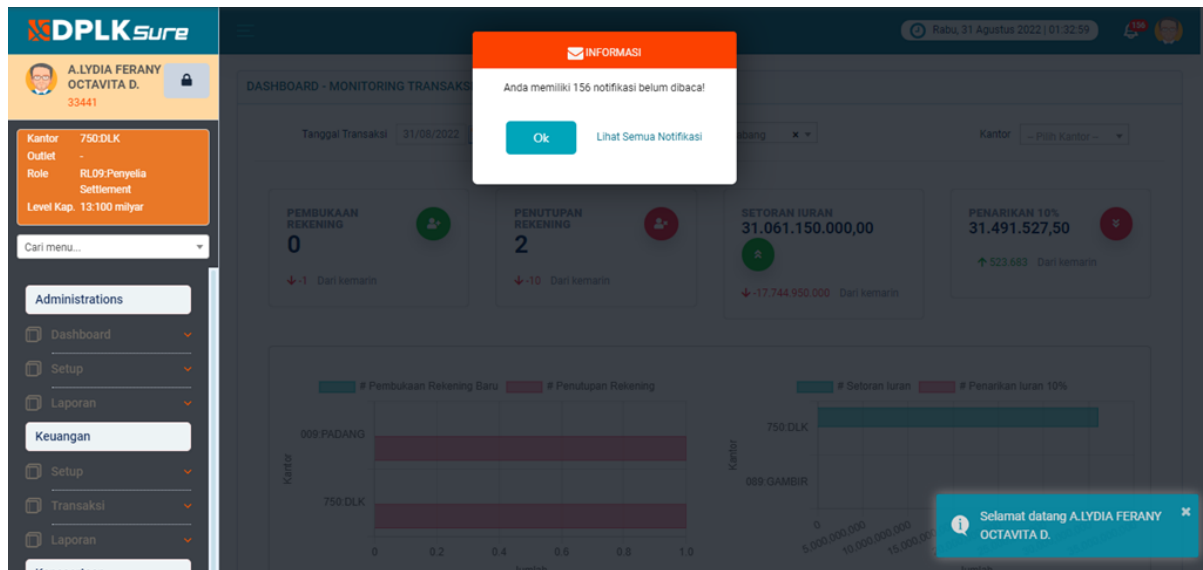 DPLK sure
A.LYDIA FERANY
OCTAVITA D.
33441
Kantor 750:DLK
Outlet -
Role RL09:Penyelia
Settlement
Level Kap. 13:100 milyar
Cari menu...
Administrations
Dashboard
Setup
Laporan
Keuangan
Setup
Transaksi
Laporan
Rabu, 31 Agustus 2022 | 01:32:59
156
INFORMASI
Anda memiliki 156 notifikasi belum dibaca!
Ok
Lihat Semua Notifikasi
DASHBOARD - MONITORING TRANSAKS
Tanggal Transaksi 31/08/2022
abang
Kantor -- Pilih Kantor --
PEMBUKAAN
REKENING
0
-1 Dari kemarin
PENUTUPAN
REKENING
2
-10 Dari kemarin
SETORAN IURAN
31.061.150.000,00
-17.744.950.000 Dari kemarin
PENARIKAN 10%
31.491.527,50
523.683 Dari kemarin
# Pembukaan Rekening Baru # Penutupan Rekening
Kantor
009:PADANG
750:DLK
0 0.2 0.4 0.6 0.8 1.0
Jumlah
# Setoran Iuran # Penarikan Iuran 10%
Kantor
750:DLK
089:GAMBIR
0 5.000.000.000 10.000.000.000
Selamat datang A.LYDIA FERANY
OCTAVITA D.